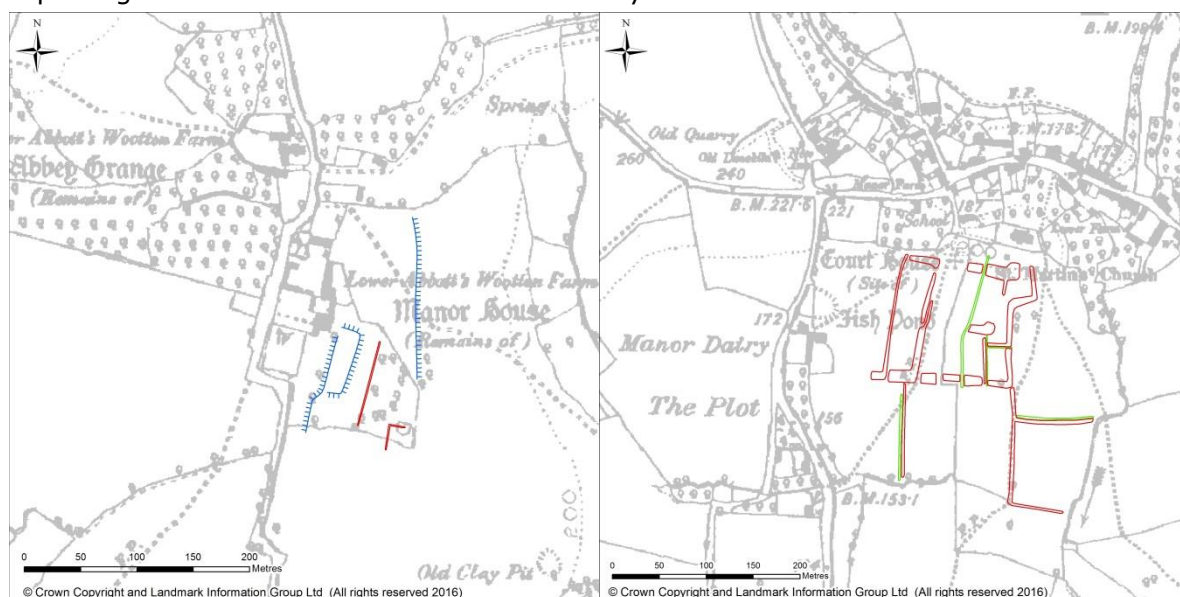 N
Spring
Abbott's Wootton Farm
Abbey Grange
(Remains of)
Lower Abbott's Wootton Farm
Manor House
(Remains of)
W
Old Clay Pit
0 50 100 150 200
Metres
© Crown Copyright and Landmark Information Group Ltd (All rights reserved 2016)
N
B.M.198·4
F.P.
Old Quarry
260
240
B.M.221·6
221
School
Manor Farm
Lower Farm
Court House
(Site of)
Fish Pond
Church
172
Manor Dairy
The Plot
156
B.M.153·1
F.P.
0 50 100 150 200
Metres
© Crown Copyright and Landmark Information Group Ltd (All rights reserved 2016)